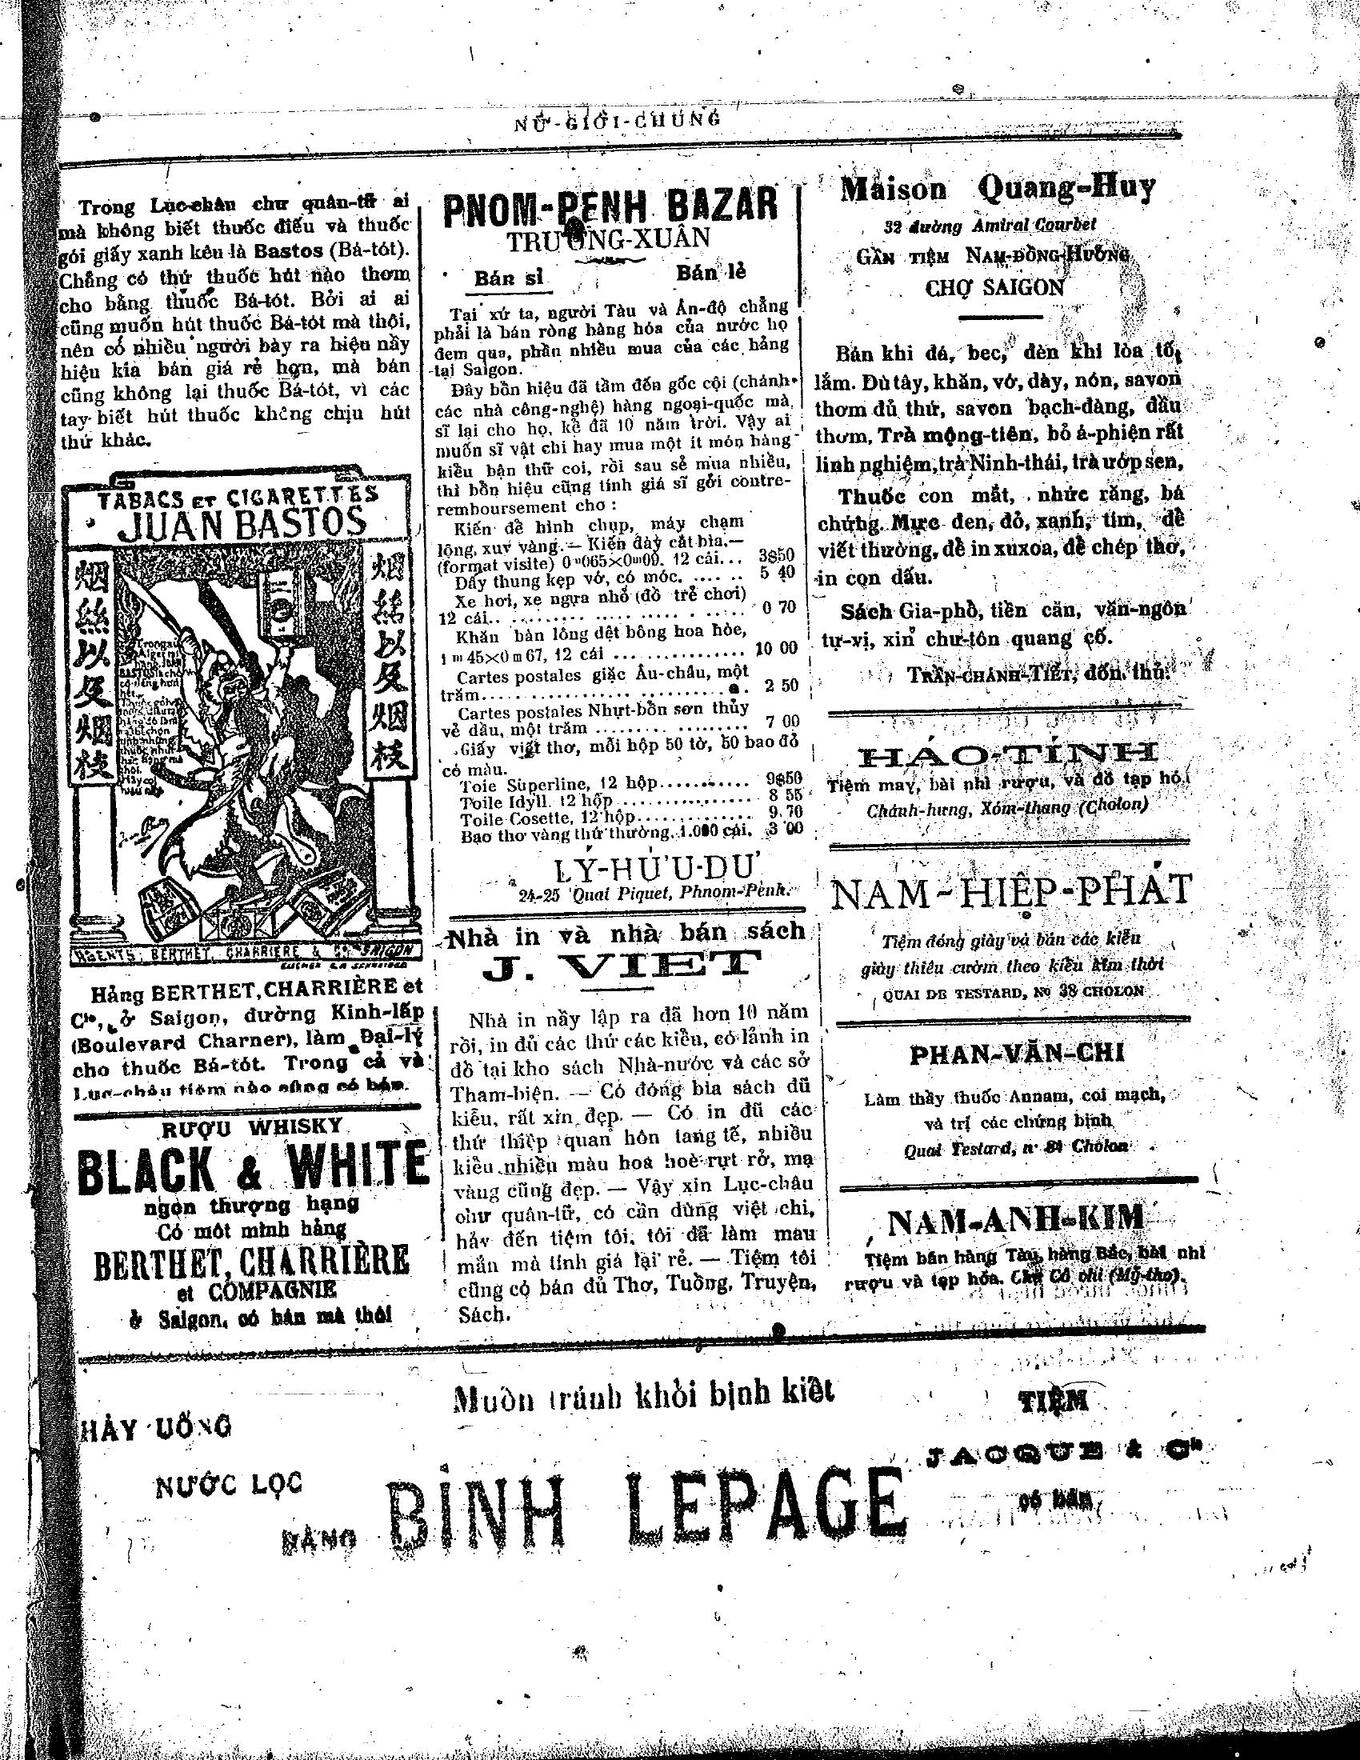 NỮ-GIỚI-CHUNG
Trong Lục-châu chư quân-tử ai
mà không biết thuốc điếu và thuốc
gói giấy xanh kêu là Bastos (Bá-tót).
Chẳng có thứ thuốc hút nào thơm
cho bằng thuốc Bá-tót. Bởi ai ai
cũng muốn hút thuốc Bá-tót mà thôi,
nên có nhiều người bày ra hiệu nầy
hiệu kia bán giá rẻ hơn, mà bán
cũng không lại thuốc Bá-tót, vì các
tay biết hút thuốc không chịu hút
thứ khác.
TABACS ET CIGARETTES
JUAN BASTOS
烟絲以及烟枝
烟絲以及烟枝
AGENTS: BERTHET, CHARRIÈRE & Cie SAIGON
Hảng BERTHET, CHARRIÈRE et
Cie, ở Saigon, đường Kinh-lấp
(Boulevard Charner), làm Đại-lý
cho thuốc Bá-tót. Trong cả và
Luc-châu tiệm nào cũng có bán.
RƯỢU WHISKY
BLACK & WHITE
ngon thượng hạng
Có một mình hảng
BERTHET, CHARRIÈRE
et COMPAGNIE
ở Saigon, có bán mà thôi
PNOM-PENH BAZAR
TRƯỜNG-XUÂN
Bán sỉ Bán lẻ
Tại xứ ta, người Tàu và Ấn-độ chẳng
phải là bán ròng hàng hóa của nước họ
đem qua, phần nhiều mua của các hảng
tại Saigon.
Đây bổn hiệu đã tầm đến gốc cội (chánh
các nhà công-nghệ) hàng ngoại-quốc mà
sĩ lại cho họ, kể đã 10 năm trời. Vậy ai
muốn sĩ vật chi hay mua một ít món hàng
kiểu bận thữ coi, rồi sau sẻ mua nhiều,
thì bổn hiệu cũng tính giá sĩ gởi contre-
remboursement cho :
Kiến để hình chụp, máy chạm
lộng, xuy vàng. — Kiến đày cắt bìa. —
(format visite) 0m065×0m09. 12 cái... 3$50
Dây thung kẹp vớ, có móc. ...... 5 40
Xe hơi, xe ngựa nhỏ (đồ trẻ chơi)
12 cái.. .......... 0 70
Khăn bàn lông dệt bông hoa hòe,
1m45×0m67, 12 cái .............. 10 00
Cartes postales giặc Âu-châu, một
trăm.......... 2 50
Cartes postales Nhựt-bổn sơn thủy
vẻ dầu, một trăm .......... 7 00
Giấy viết thơ, mỗi hộp 50 tờ, 50 bao đỏ
có màu.
Toie Superline, 12 hộp.......... 9$50
Toile Idyll. 12 hộp .......... 8 55
Toile Cosette, 12 hộp.......... 9.70
Bao thơ vàng thứ thường, 1.000 cái. 3 00
LÝ-HỮU-DƯ
24-25 Quai Piquet, Phnom-Penh.
Nhà in và nhà bán sách
J. VIET
Nhà in nầy lập ra đã hơn 10 năm
rồi, in đủ các thứ các kiểu, có lảnh in
đồ tại kho sách Nhà-nước và các sở
Tham-biện. — Có đóng bìa sách đũ
kiểu, rất xin đẹp. — Có in đũ các
thứ thiệp quan hôn tang tế, nhiều
kiểu nhiều màu hoa hoè rực rở, mạ
vàng cũng đẹp. — Vậy xin Lục-châu
chư quân-tữ, có cần dùng việt chi,
hảy đến tiệm tôi, tôi đã làm mau
mắn mà tính giá lại rẻ. — Tiệm tôi
cũng có bán đủ Thơ, Tuồng, Truyện,
Sách.
Maison Quang-Huy
32 đường Amiral Courbet
GẦN TIỆM NAM-ĐỒNG-HƯƠNG
CHỢ SAIGON
Bán khi đá, bec, đèn khi lòa tố
lắm. Dù tây, khăn, vớ, dày, nón, savon
thơm đủ thứ, savon bạch-đàng, dầu
thơm, Trà mộng-tiên, bỏ á-phiện rất
linh nghiệm, trà Ninh-thái, trà ướp sen,
Thuốc con mắt, nhức răng, bá
chứng. Mực đen, đỏ, xanh, tím, để
viết thường, để in xuxoa, để chép thơ,
in con dấu.
Sách Gia-phổ, tiền căn, văn-ngôn
tự-vị, xin chư-tôn quang cố.
TRẦN-CHÁNH-TIẾT, đốn thủ.
HẢO-TÍNH
Tiệm may, bài nhì rượu, và đồ tạp hóa
Chánh-hưng, Xóm-thang (Cholon)
NAM-HIỆP-PHÁT
Tiệm đóng giày và bán các kiểu
giày thiêu cườm theo kiểu kim thời
QUAI DE TESTARD, No 38 CHOLON
PHAN-VĂN-CHI
Làm thầy thuốc Annam, coi mạch,
và trị các chứng bịnh
Quai Testard, no 84 Cholon
NAM-ANH-KIM
Tiệm bán hàng Tàu, hàng Bắc, bài nhì
rượu và tạp hóa. Chợ Cổ chi (Mỹ-tho).
Muốn tránh khỏi bịnh kiết
HẢY UỐNG
NƯỚC LỌC
BẰNG
BÌNH LEPAGE
TIỆM
JACQUE & Cie
có bán